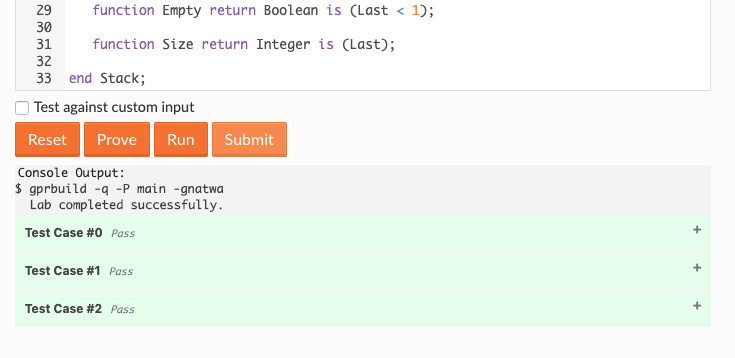 29 function Empty return Boolean is (Last < 1);
30
31 function Size return Integer is (Last);
32
33 end Stack;
Test against custom input
Reset Prove Run Submit
Console Output:
$ gprbuild -q -P main -gnatwa
Lab completed successfully.
Test Case #0 Pass +
Test Case #1 Pass +
Test Case #2 Pass +